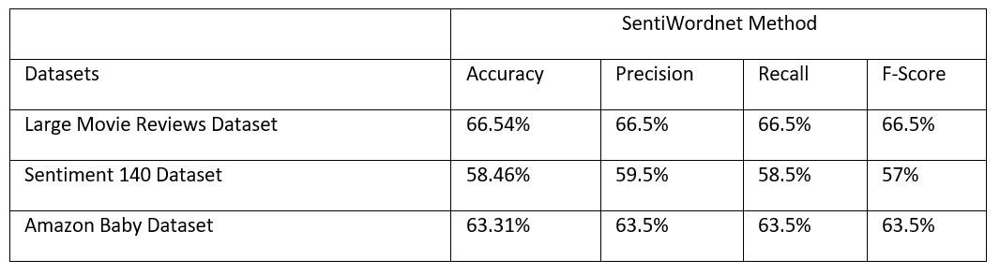 SentiWordnet Method
Datasets Accuracy Precision Recall F-Score
Large Movie Reviews Dataset 66.54% 66.5% 66.5% 66.5%
Sentiment 140 Dataset 58.46% 59.5% 58.5% 57%
Amazon Baby Dataset 63.31% 63.5% 63.5% 63.5%